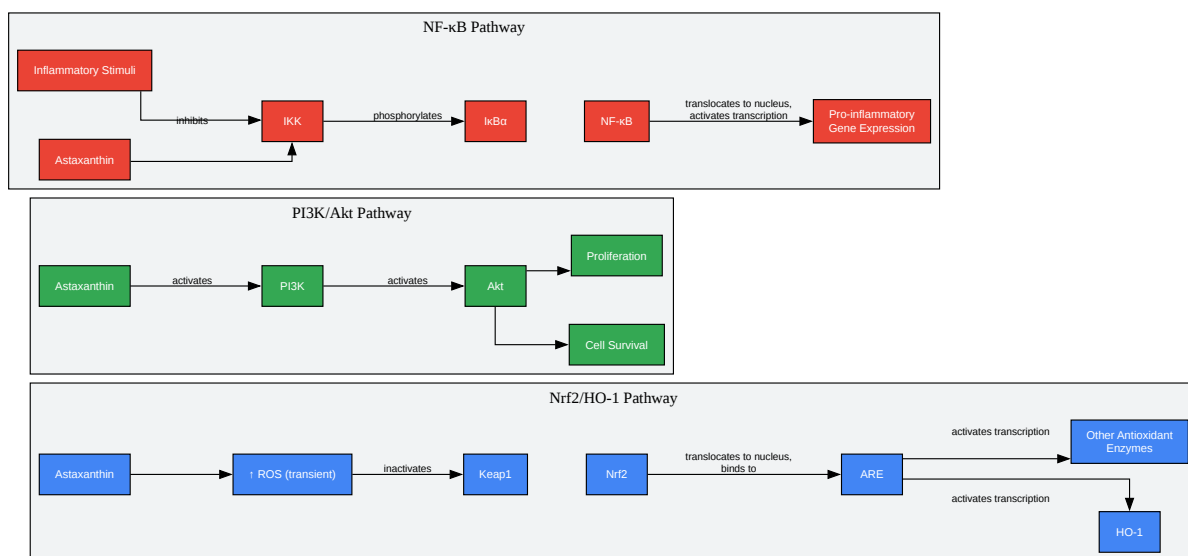 NF-κB Pathway
Inflammatory Stimuli
inhibits
Astaxanthin
IKK
phosphorylates
IκBα
NF-κB
translocates to nucleus,
activates transcription
Pro-inflammatory
Gene Expression
PI3K/Akt Pathway
Astaxanthin
activates
PI3K
activates
Akt
Proliferation
Cell Survival
Nrf2/HO-1 Pathway
Astaxanthin
↑ ROS (transient)
inactivates
Keap1
Nrf2
translocates to nucleus,
binds to
ARE
activates transcription
Other Antioxidant
Enzymes
activates transcription
HO-1